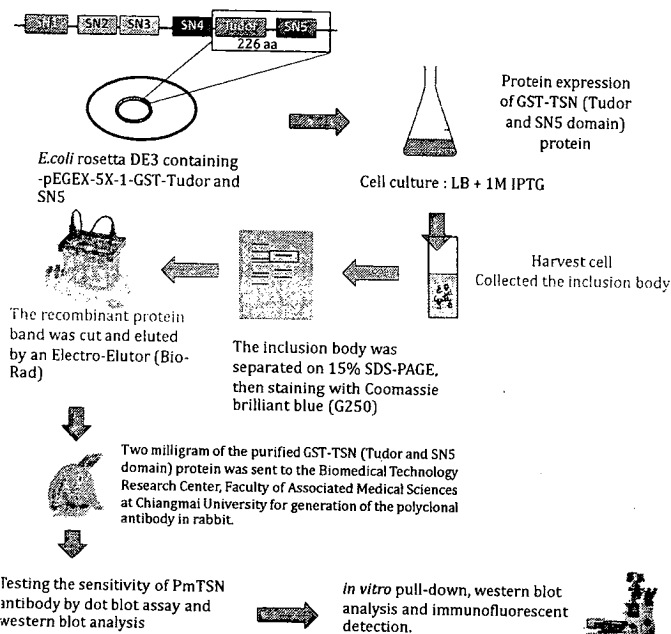 SN1 SN2 SN3 SN4 Tudor SN5
226 aa
E.coli rosetta DE3 containing
-pEGEX-5X-1-GST-Tudor and
SN5
Protein expression
of GST-TSN (Tudor
and SN5 domain)
protein
Cell culture : LB + 1M IPTG
Harvest cell
Collected the inclusion body
The inclusion body was
separated on 15% SDS-PAGE,
then staining with Coomassie
brilliant blue (G250)
The recombinant protein
band was cut and eluted
by an Electro-Elutor (Bio-
Rad)
Two milligram of the purified GST-TSN (Tudor and SN5
domain) protein was sent to the Biomedical Technology
Research Center, Faculty of Associated Medical Sciences
at Chiangmai University for generation of the polyclonal
antibody in rabbit.
Testing the sensitivity of PmTSN
antibody by dot blot assay and
western blot analysis
in vitro pull-down, western blot
analysis and immunofluorescent
detection.